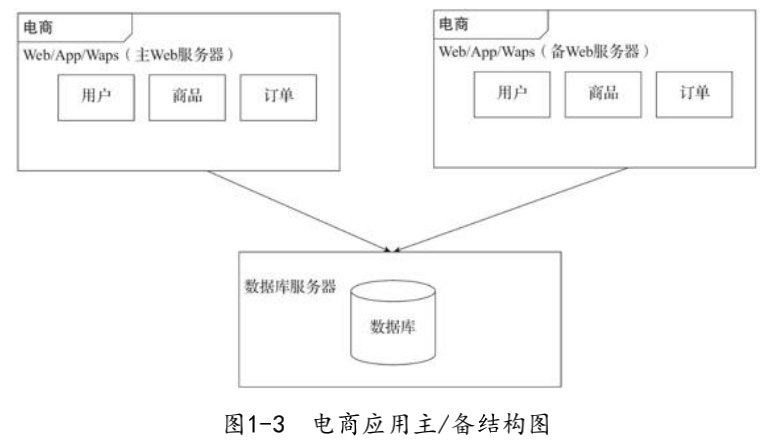 电商
Web/App/Waps（主Web服务器）
用户
商品
订单
电商
Web/App/Waps（备Web服务器）
用户
商品
订单
数据库服务器
数据库
图1-3 电商应用主/备结构图